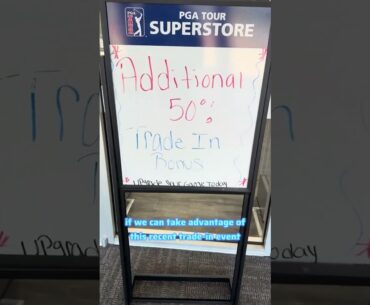 PGA TOUR
SUPERSTORE
Additional
50%
Trade In
Bonus
Upgrade Your Game Today
if we can take advantage of
this recent trade in event